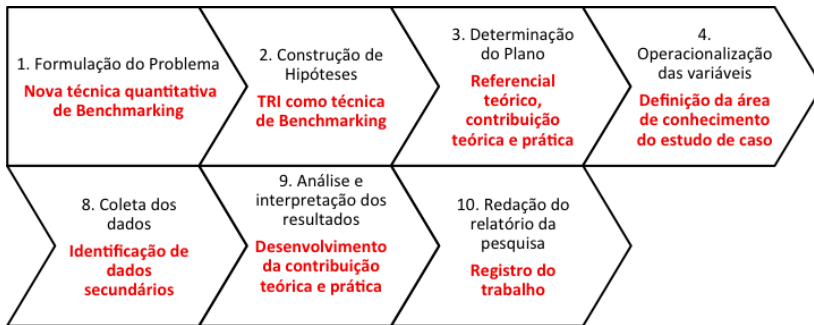 1. Formulação do Problema
Nova técnica quantitativa
de Benchmarking
2. Construção de
Hipóteses
TRI como técnica
de Benchmarking
3. Determinação
do Plano
Referencial
teórico,
contribuição
teórica e prática
4.
Operacionalização
das variáveis
Definição da área
de conhecimento
do estudo de caso
8. Coleta dos
dados
Identificação de
dados
secundários
9. Análise e
interpretação dos
resultados
Desenvolvimento
da contribuição
teórica e prática
10. Redação do
relatório da
pesquisa
Registro do
trabalho